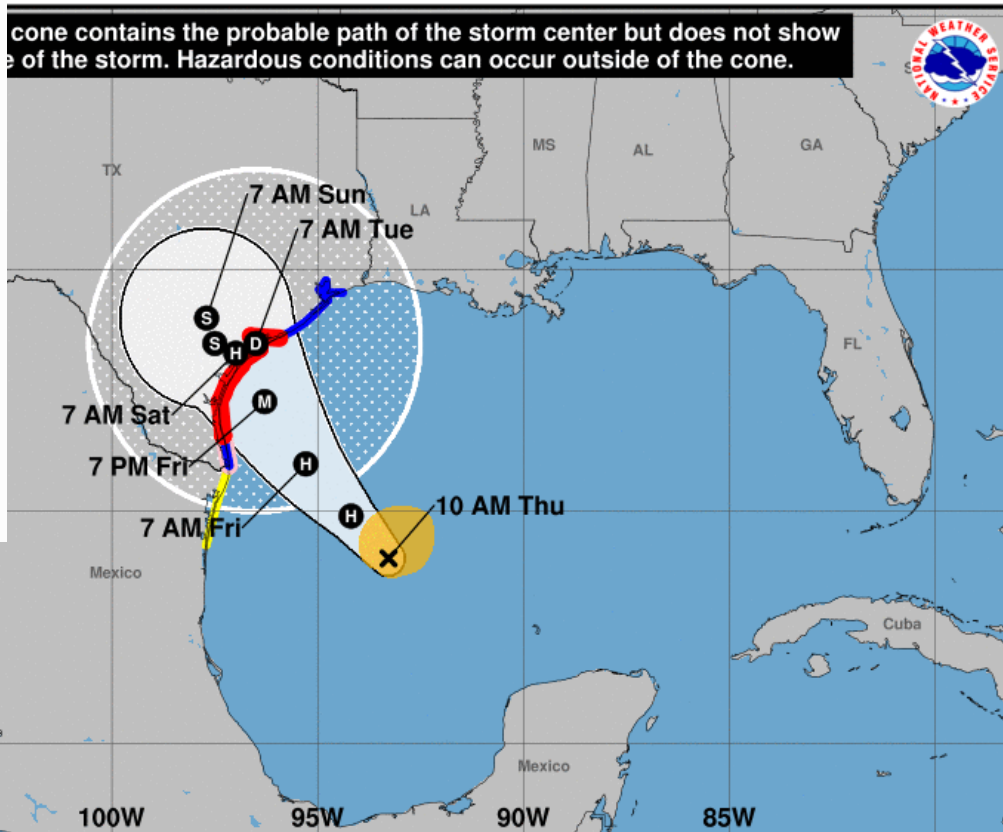 cone contains the probable path of the storm center but does not show
e of the storm. Hazardous conditions can occur outside of the cone.
NATIONAL WEATHER SERVICE
TX
MS
AL
GA
S
LA
7 AM Sun
7 AM Tue
S
S
H
D
FL
7 AM Sat
M
7 PM Fri
H
7 AM Fri
H
10 AM Thu
Mexico
Cuba
Mexico
100W
95W
90W
85W